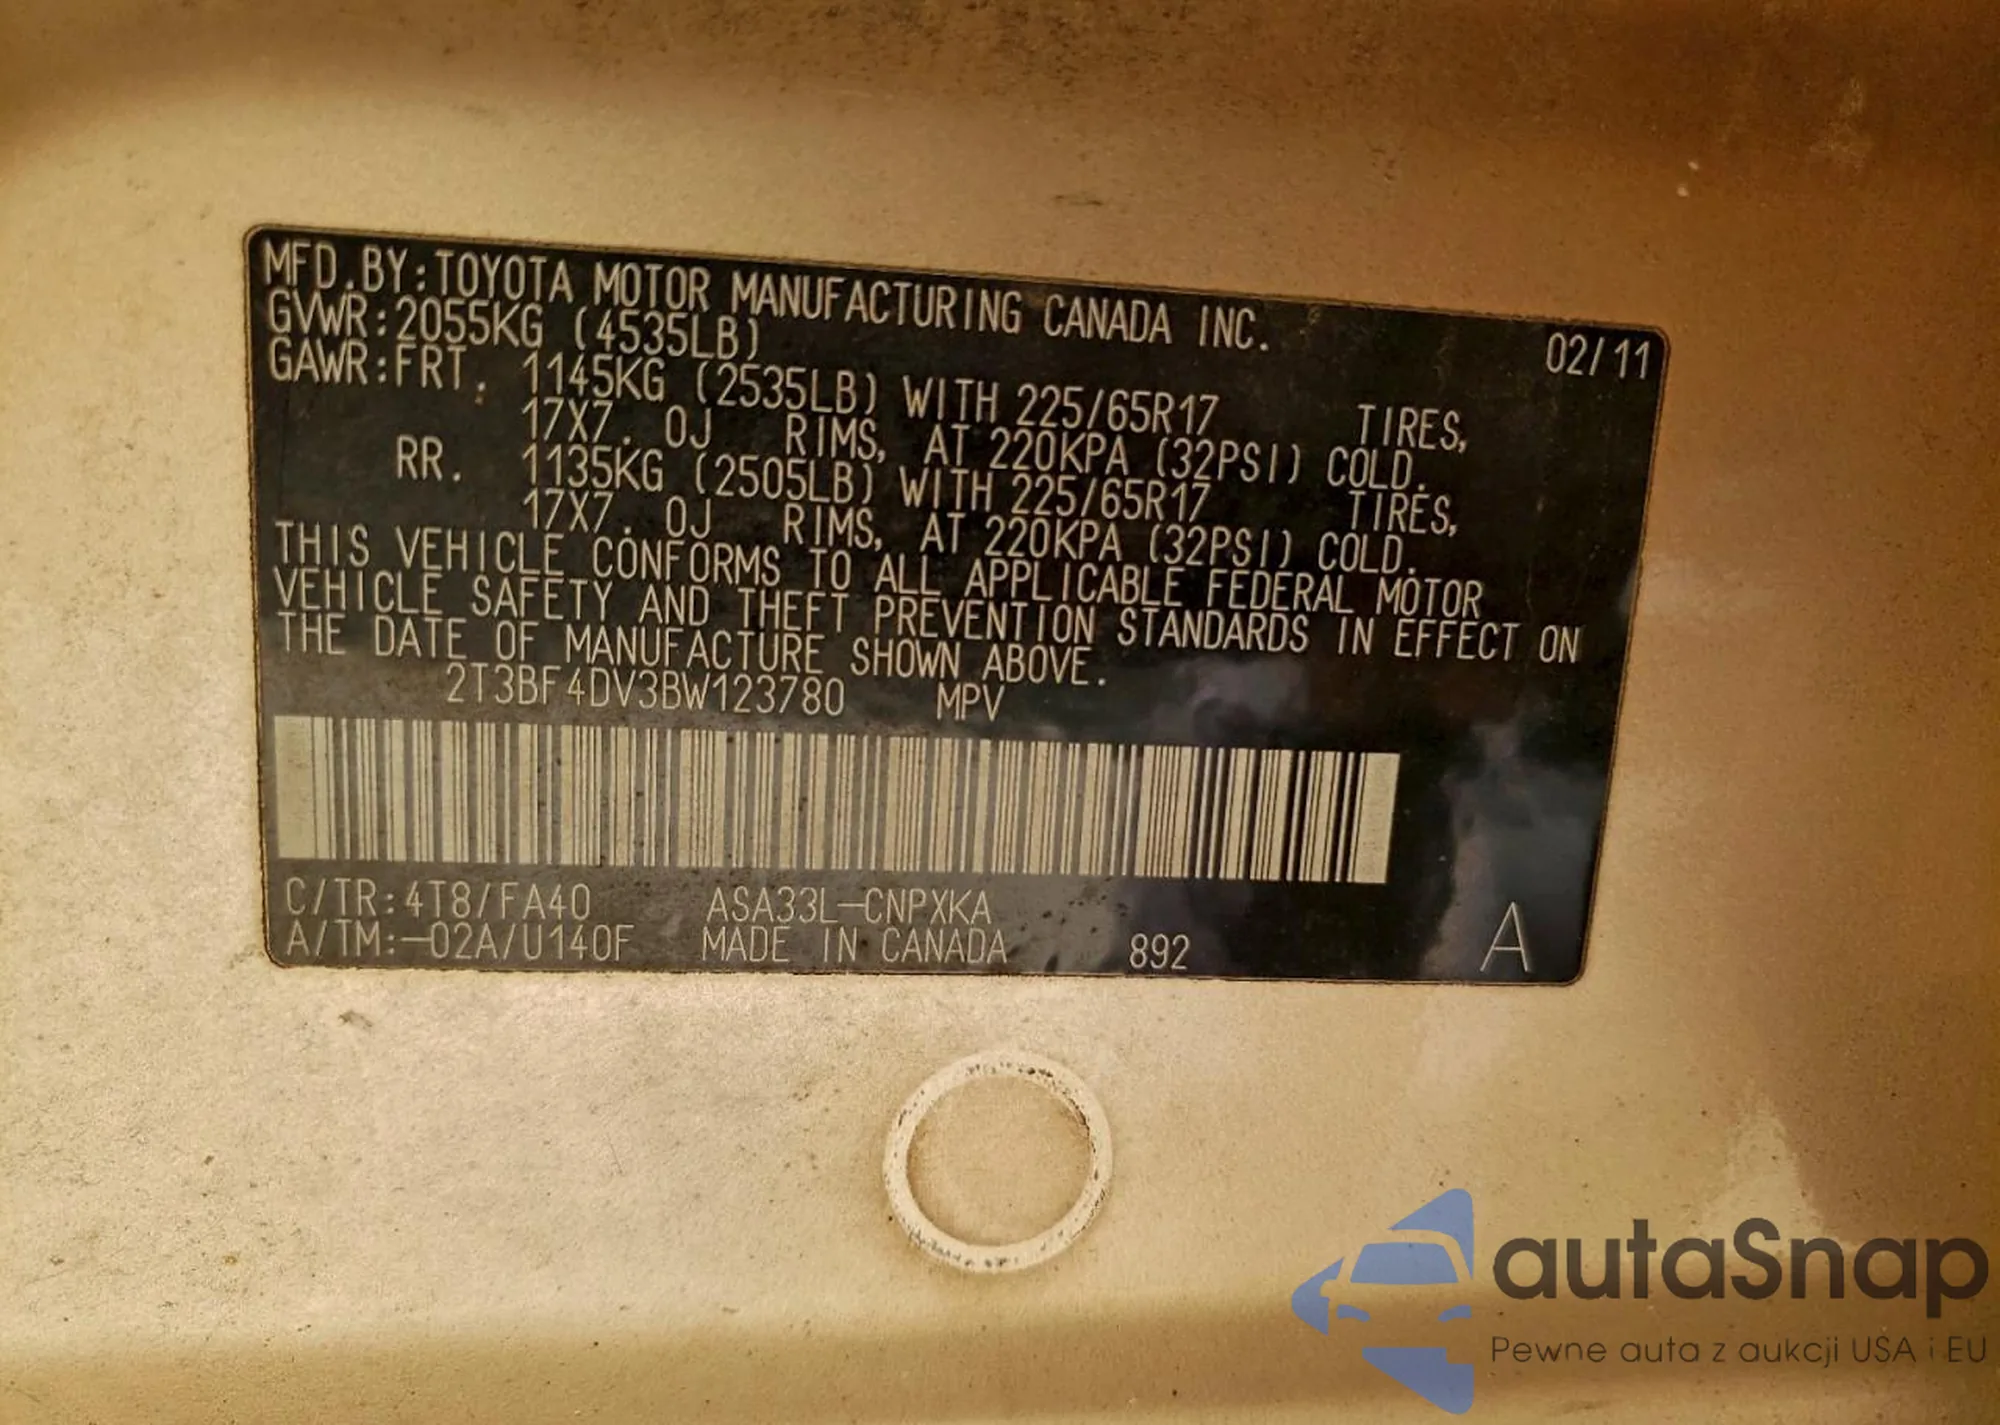 MFD.BY:TOYOTA MOTOR MANUFACTURING CANADA INC. 02/11
GVWR:2055KG (4535LB)
GAWR:FRT. 1145KG (2535LB) WITH 225/65R17 TIRES,
17X7. 0J RIMS, AT 220KPA (32PSI) COLD.
RR. 1135KG (2505LB) WITH 225/65R17 TIRES,
17X7. 0J RIMS, AT 220KPA (32PSI) COLD.
THIS VEHICLE CONFORMS TO ALL APPLICABLE FEDERAL MOTOR
VEHICLE SAFETY AND THEFT PREVENTION STANDARDS IN EFFECT ON
THE DATE OF MANUFACTURE SHOWN ABOVE.
2T3BF4DV3BW123780 MPV
C/TR:4T8/FA40 ASA33L-CNPXKA
A/TM:-02A/U140F MADE IN CANADA 892 A
autaSnap
Pewne auta z aukcji USA i EU